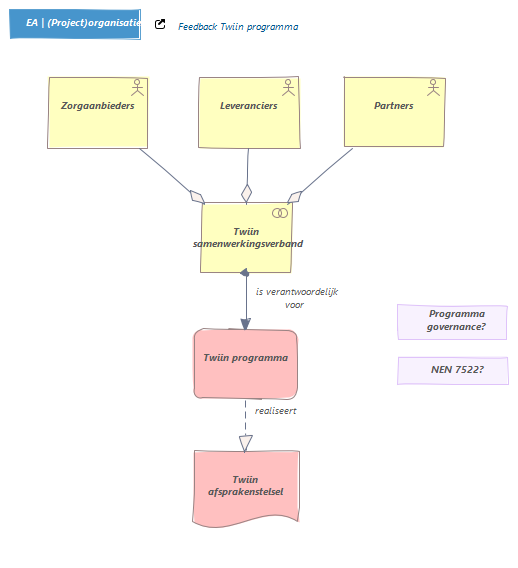 EA | (Project)organisatie
Feedback Twiin programma
Zorgaanbieders
Leveranciers
Partners
Twiin
samenwerkingsverband
is verantwoordelijk
voor
Programma
governance?
Twiin programma
NEN 7522?
realiseert
Twiin
afsprakenstelsel